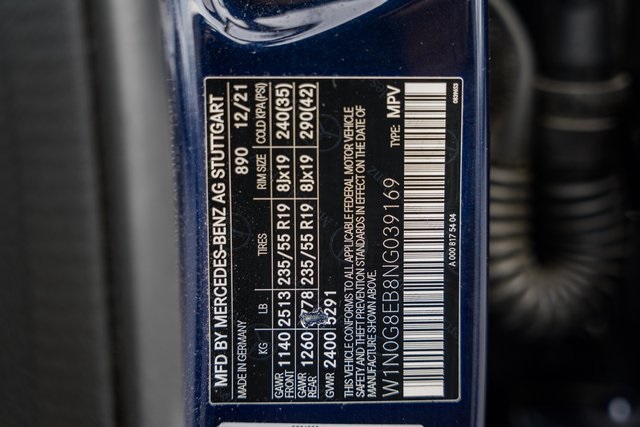 MFD BY MERCEDES-BENZ AG STUTTGART
MADE IN GERMANY 890 12/21
KG LB TIRES RIM SIZE COLD KPA(PSI)
GAWR FRONT 1140 2513 235/55 R19 8Jx19 240(35)
GAWR REAR 1260 78 235/55 R19 8Jx19 290(42)
GVWR 2400 5291
THIS VEHICLE CONFORMS TO ALL APPLICABLE FEDERAL MOTOR VEHICLE
SAFETY AND THEFT PREVENTION STANDARDS IN EFFECT ON THE DATE OF
MANUFACTURE INDICATED ABOVE.
W1N0G8EB8NG039169 TYPE: MPV
A 000 817 54 04